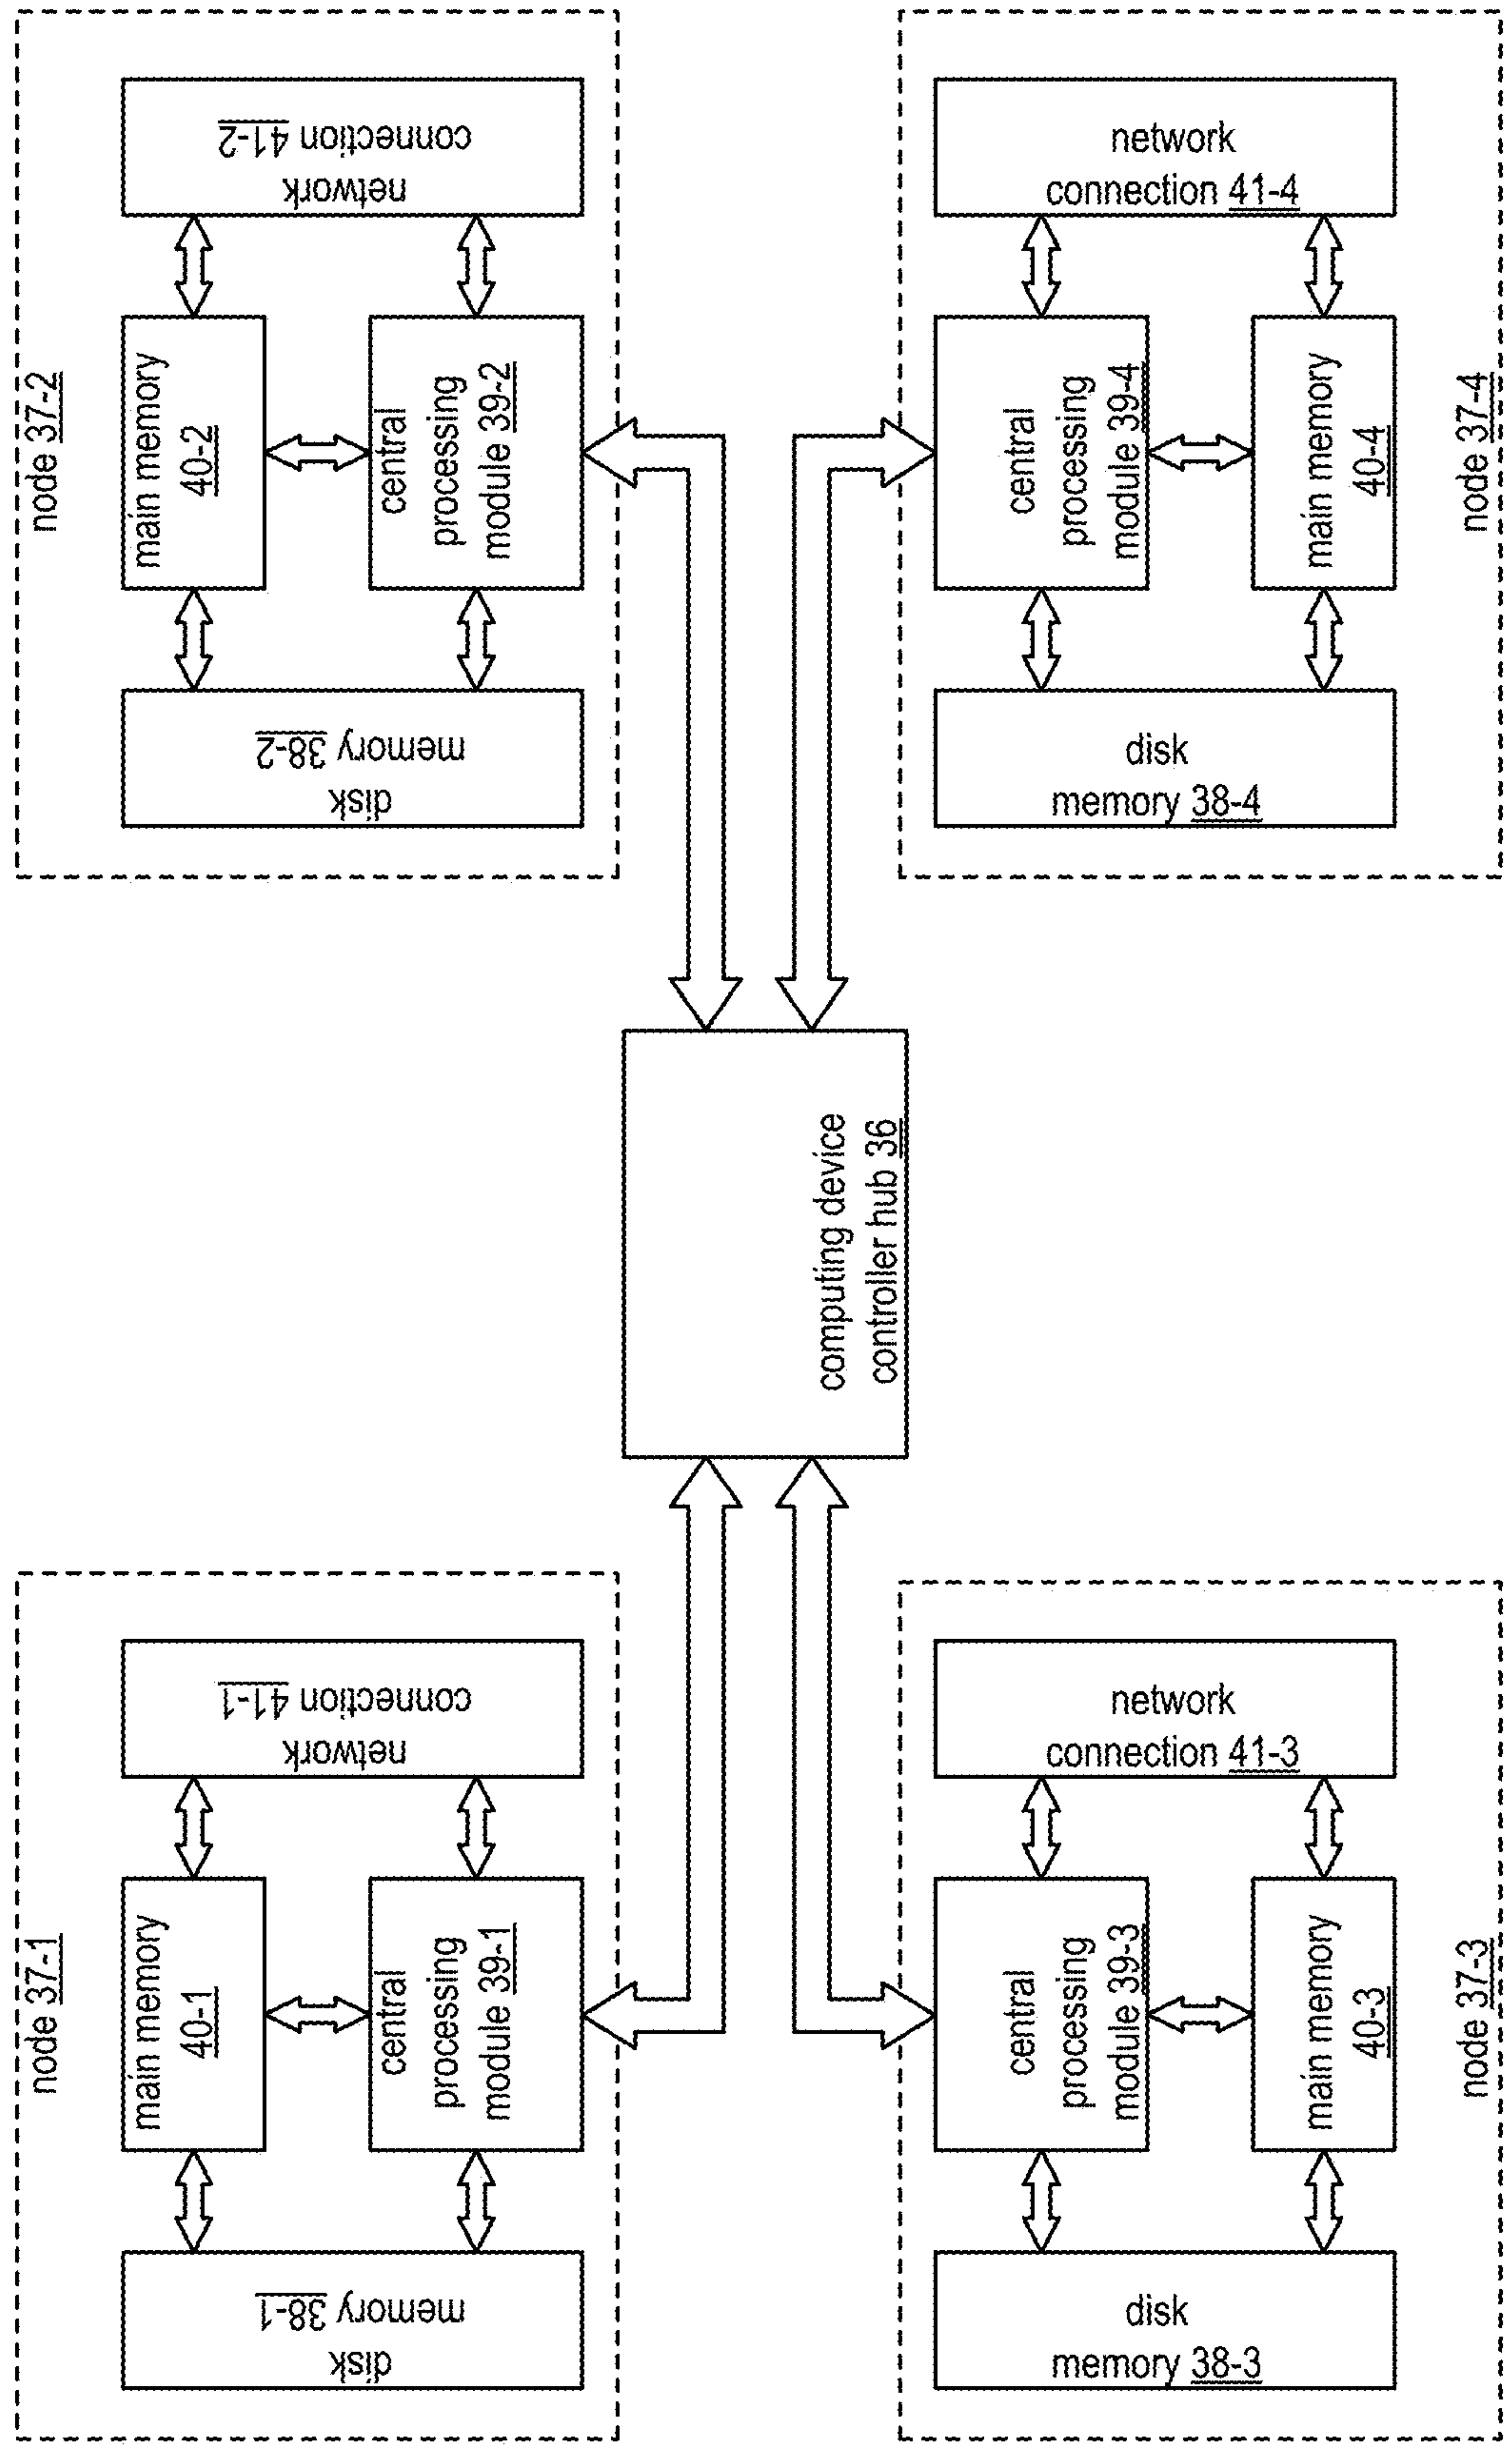 node 37-1
main memory
40-1
central
processing
module 39-1
disk
memory 38-1
network
connection 41-1
node 37-2
main memory
40-2
central
processing
module 39-2
disk
memory 38-2
network
connection 41-2
computing device
controller hub 36
disk
memory 38-3
central
processing
module 39-3
main memory
40-3
network
connection 41-3
node 37-3
disk
memory 38-4
central
processing
module 39-4
main memory
40-4
network
connection 41-4
node 37-4